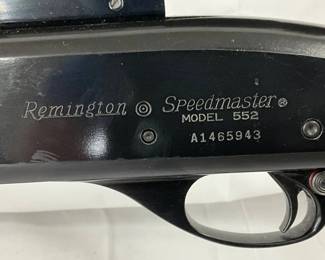 Remington Speedmaster®
MODEL 552
A1465943